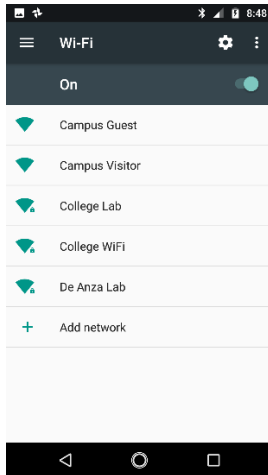 8:48
Wi-Fi
On
Campus Guest
Campus Visitor
College Lab
College WiFi
De Anza Lab
Add network